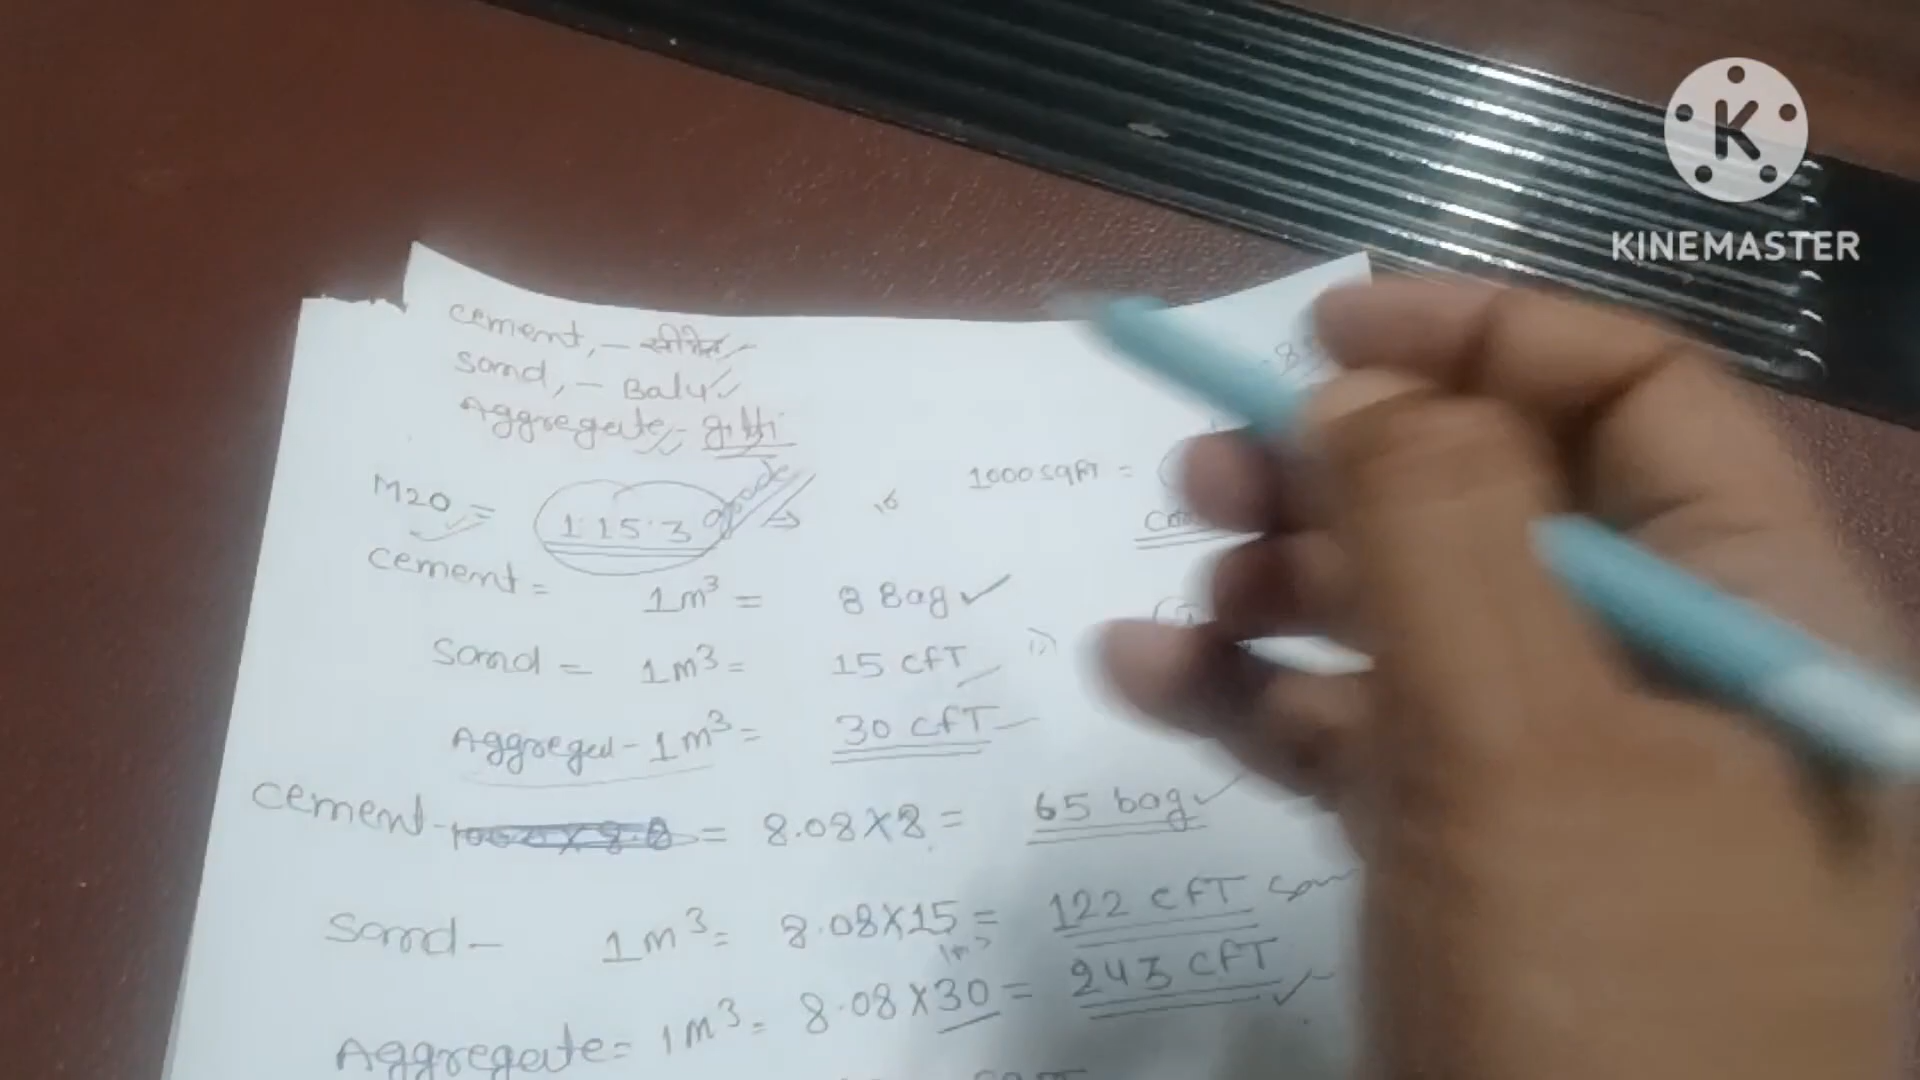 KINEMASTER
cement, - सीमेंट
Sand, - Balu
Aggregate - गिट्टी
M20 = 1:1.5:3 grade
1000 sqft =
cement = 1m³ = 8 Bag
Sand = 1m³ = 15 CFT
Aggreged - 1m³ = 30 CFT
cement - = 8.08×8 = 65 bag
Sand - 1m³ = 8.08×15 = 122 CFT
1m³
Aggregate = 1m³ = 8.08×30 = 243 CFT